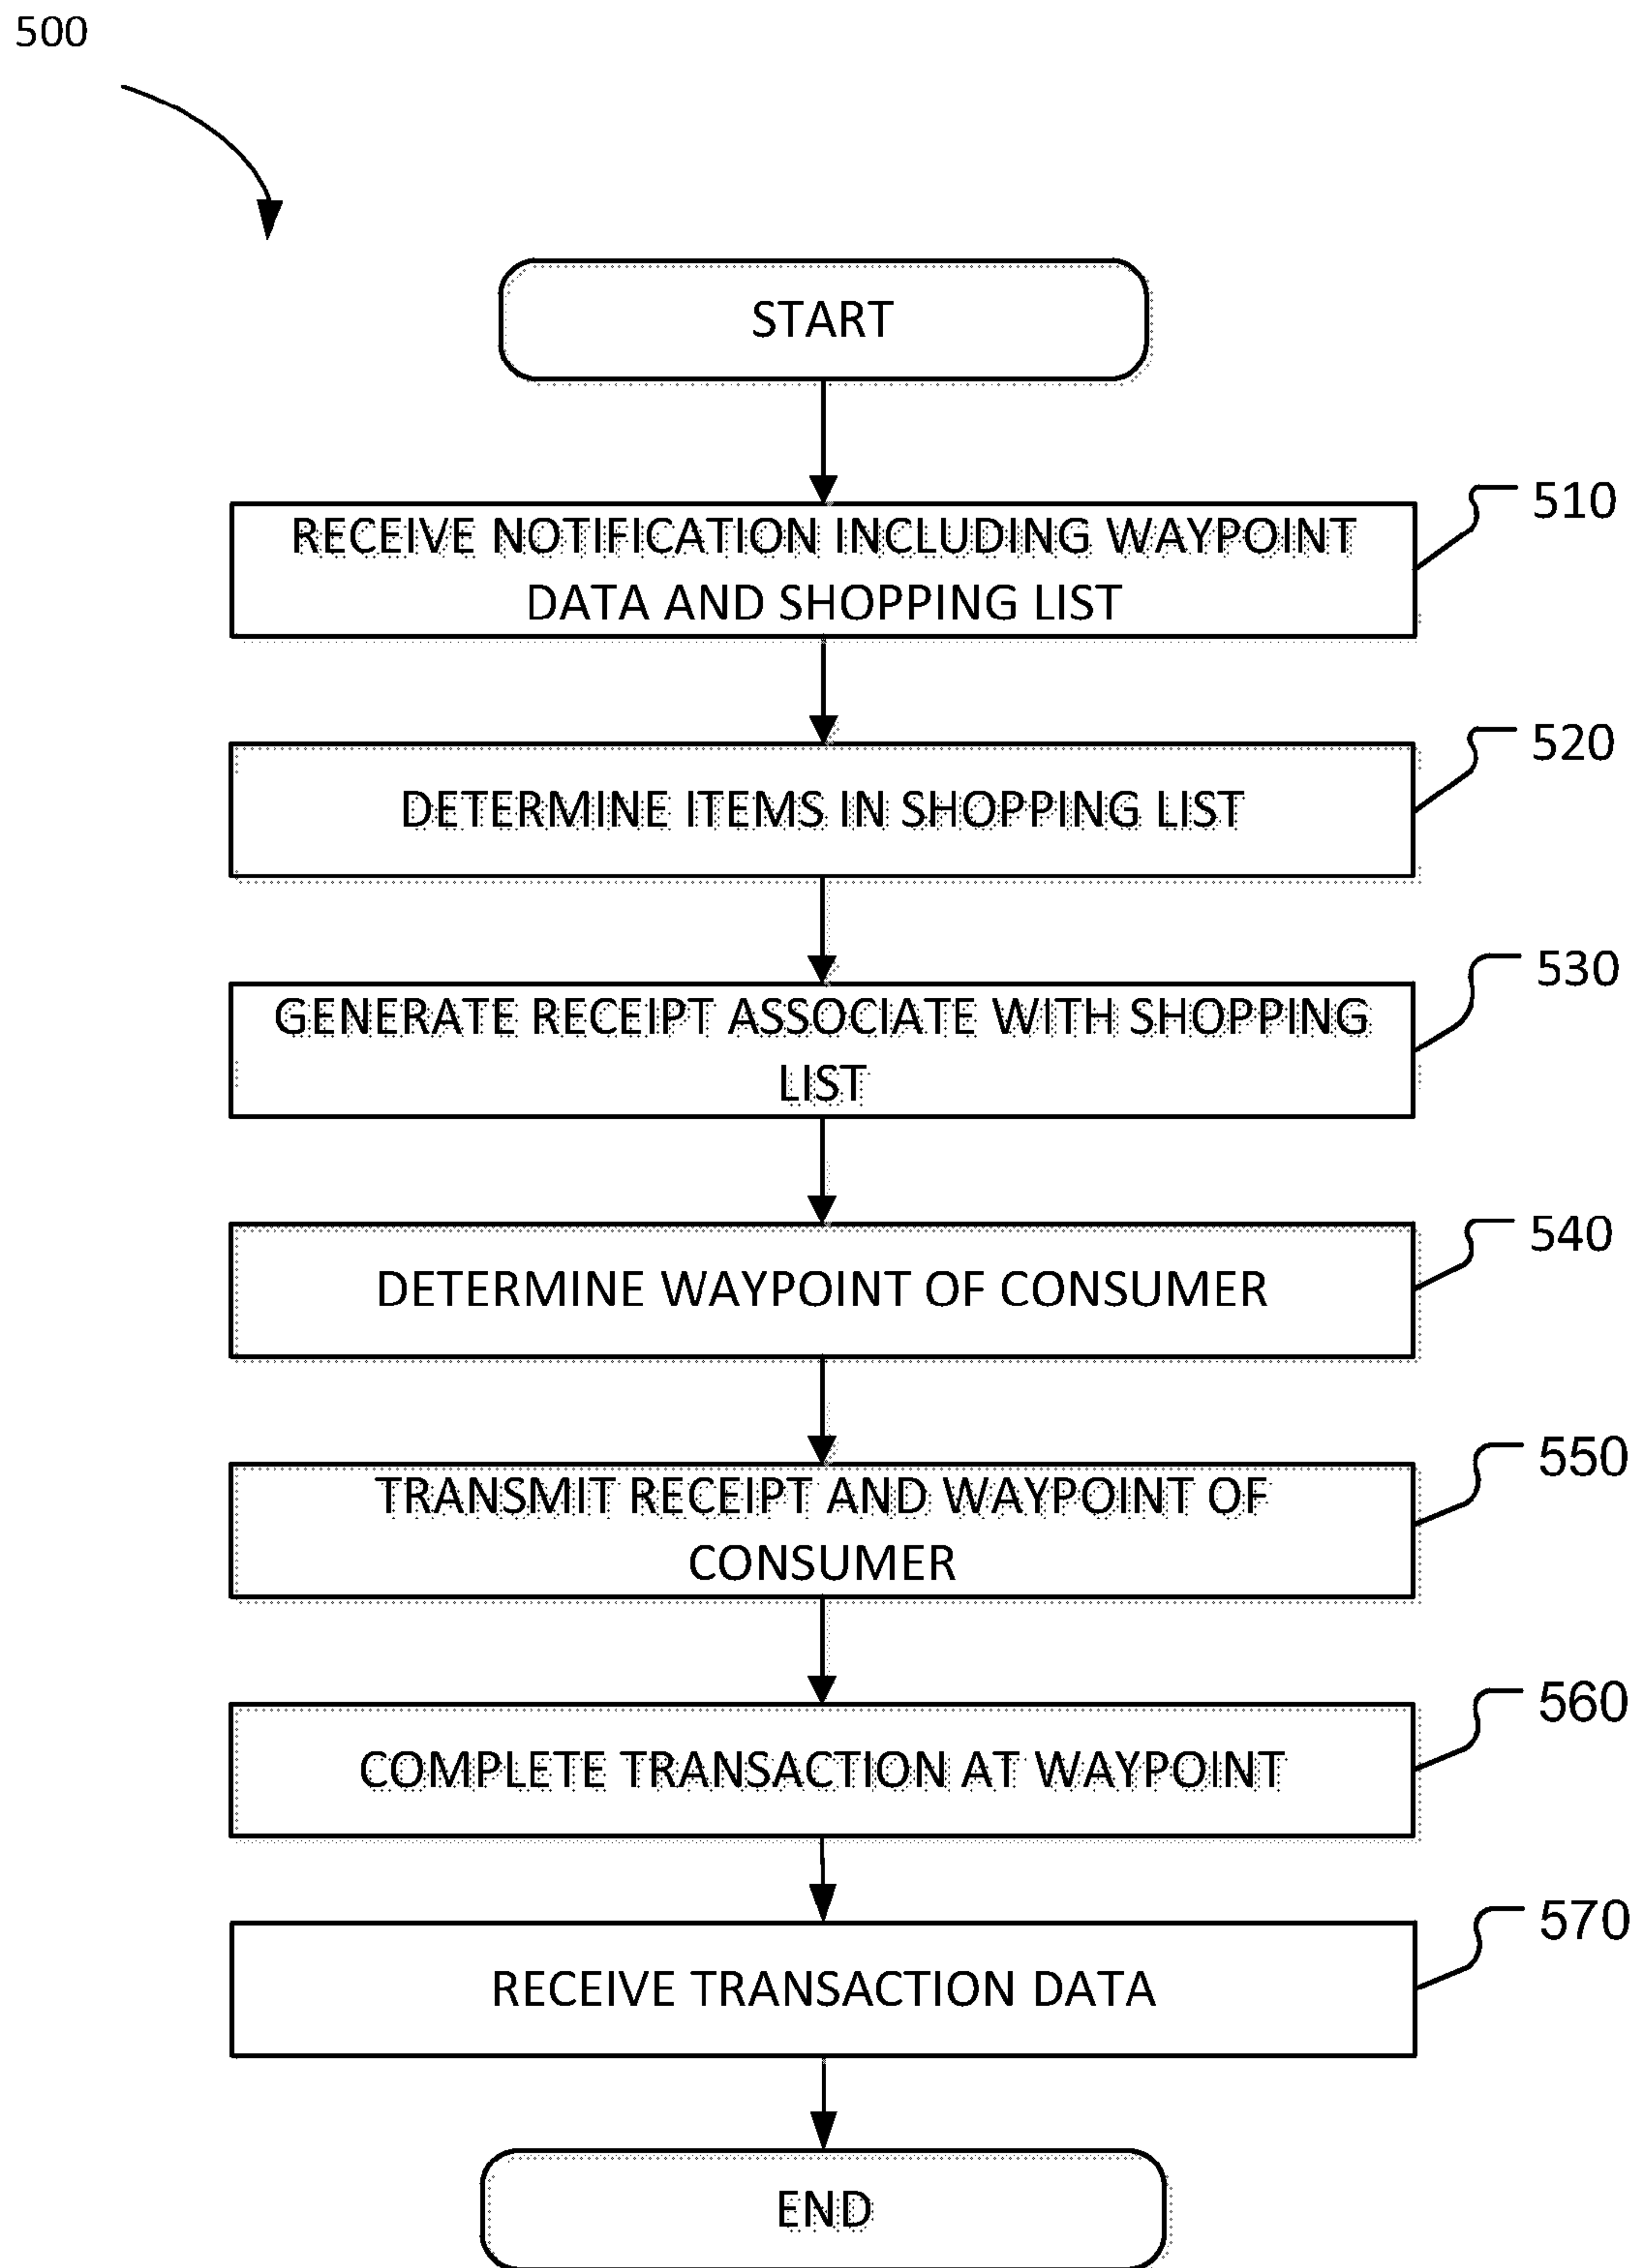 500
START
RECEIVE NOTIFICATION INCLUDING WAYPOINT
DATA AND SHOPPING LIST
510
DETERMINE ITEMS IN SHOPPING LIST
520
GENERATE RECEIPT ASSOCIATE WITH SHOPPING
LIST
530
DETERMINE WAYPOINT OF CONSUMER
540
TRANSMIT RECEIPT AND WAYPOINT OF
CONSUMER
550
COMPLETE TRANSACTION AT WAYPOINT
560
RECEIVE TRANSACTION DATA
570
END